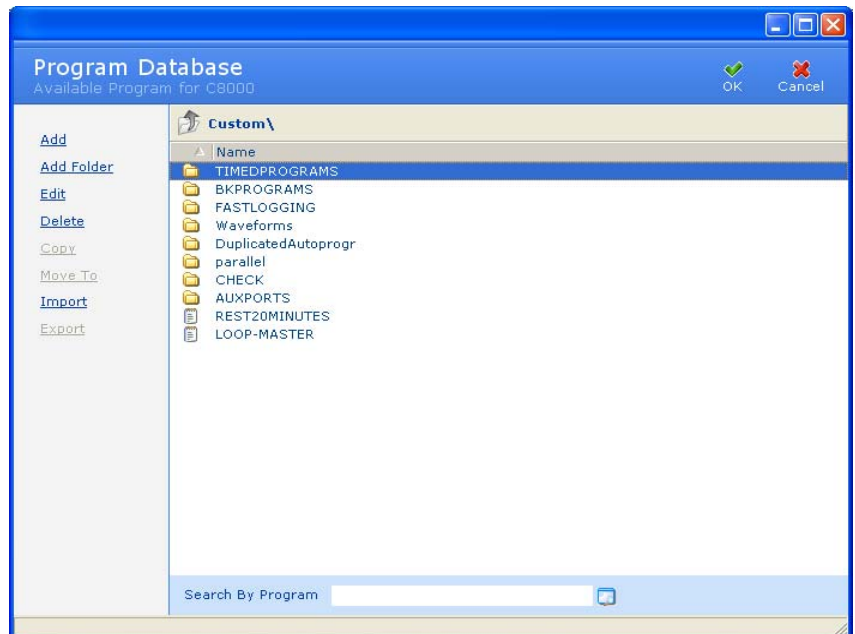 Program Database
Available Program for C8000
OK
Cancel
Add
Add Folder
Edit
Delete
Copy
Move To
Import
Export
Custom\
Name
TIMEDPROGRAMS
BKPROGRAMS
FASTLOGGING
Waveforms
DuplicatedAutoprogr
parallel
CHECK
AUXPORTS
REST20MINUTES
LOOP-MASTER
Search By Program